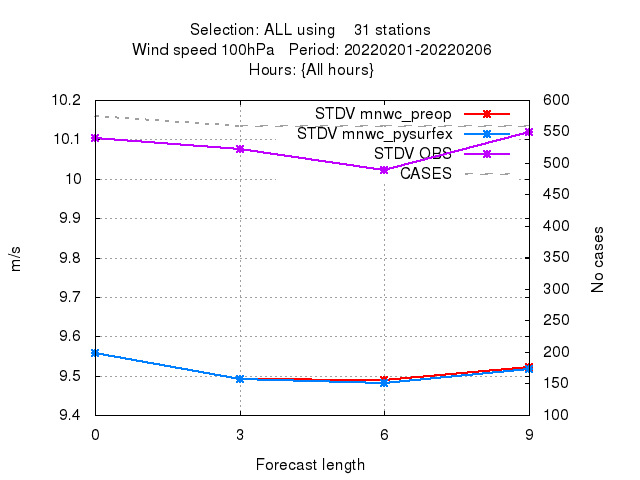 Selection: ALL using    31 stations
Wind speed 100hPa   Period: 20220201-20220206
Hours: {All hours}
STDV mnwc_preop
STDV mnwc_pysurfex
STDV OBS
CASES
10.2
10.1
10
9.9
9.8
9.7
9.6
9.5
9.4
600
550
500
450
400
350
300
250
200
150
100
0
3
6
9
m/s
No cases
Forecast length